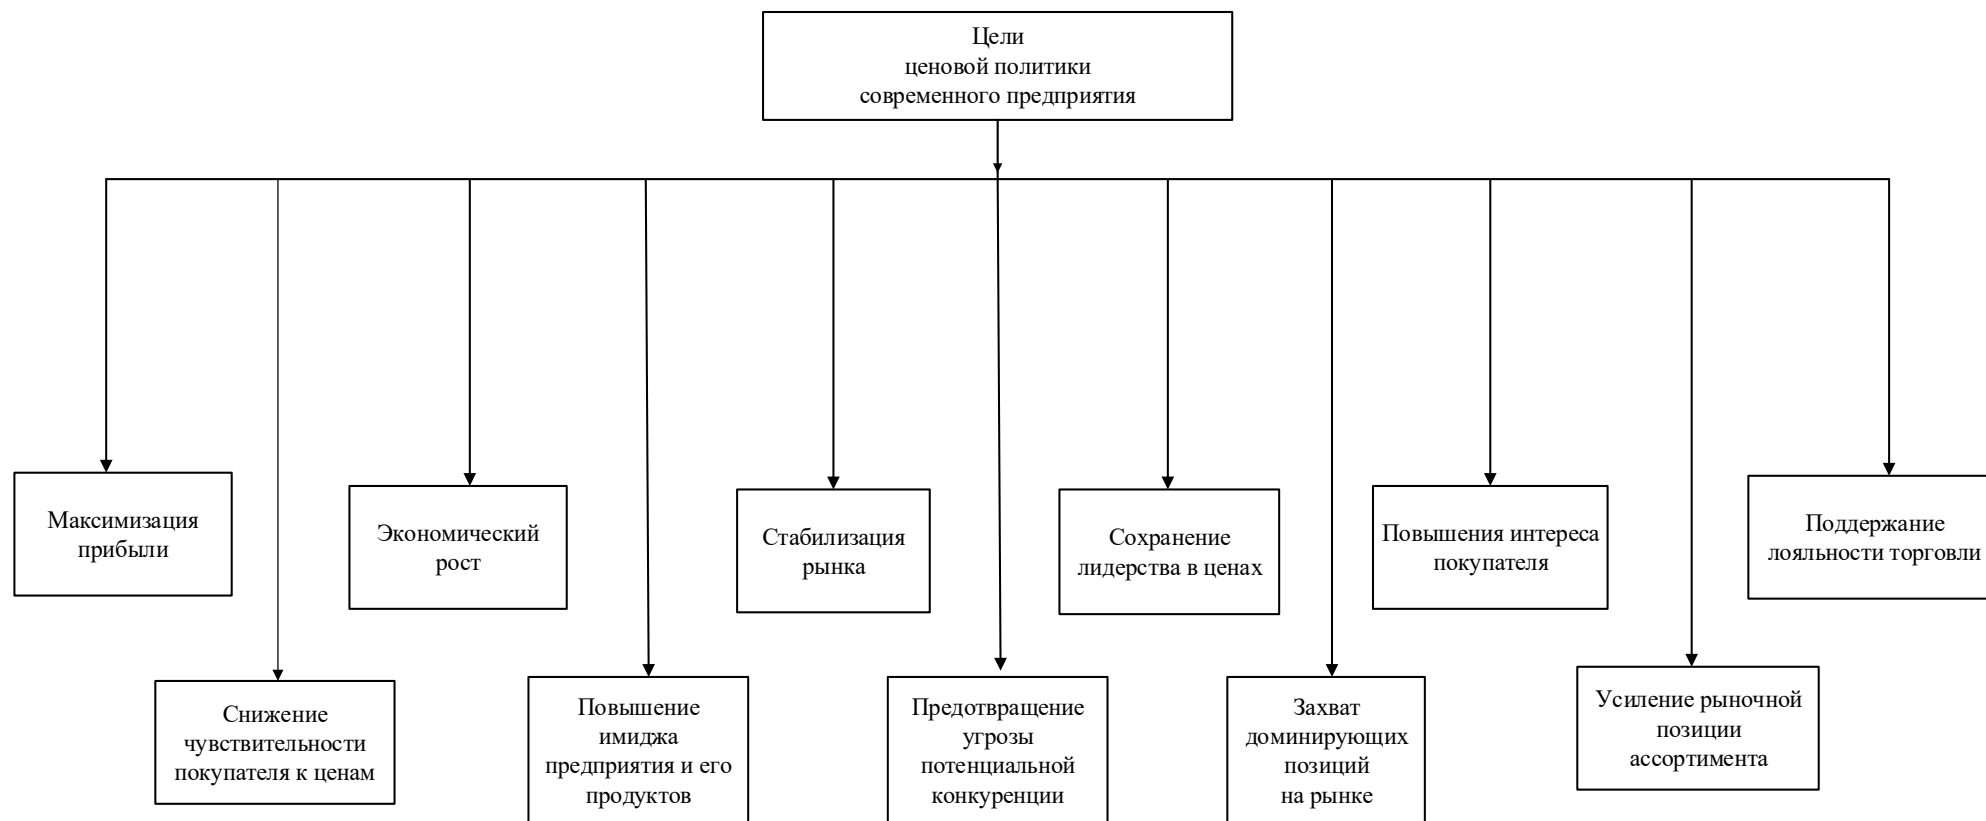 Цели
ценовой политики
современного предприятия
Максимизация
прибыли
Экономический
рост
Стабилизация
рынка
Сохранение
лидерства в ценах
Повышения интереса
покупателя
Поддержание
лояльности торговли
Снижение
чувствительности
покупателя к ценам
Повышение
имиджа
предприятия и его
продуктов
Предотвращение
угрозы
потенциальной
конкуренции
Захват
доминирующих
позиций
на рынке
Усиление рыночной
позиции
ассортимента